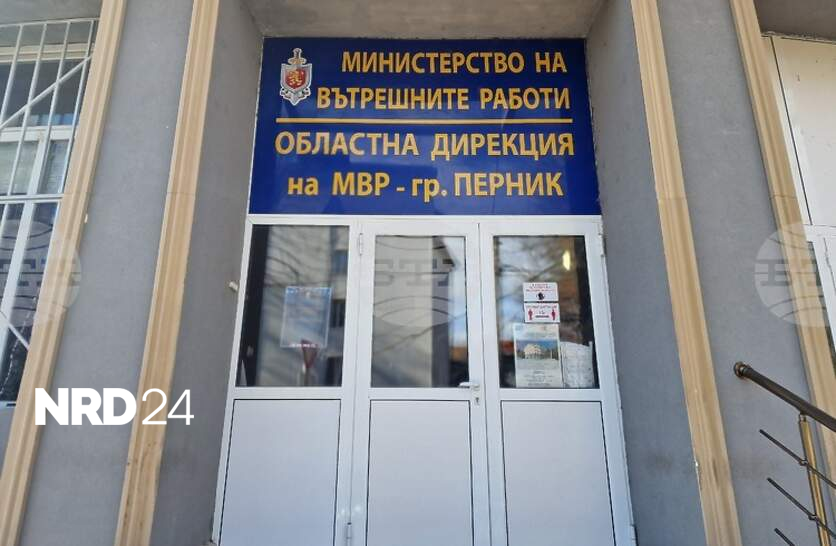 МИНИСТЕРСТВО НА
ВЪТРЕШНИТЕ РАБОТИ
ОБЛАСТНА ДИРЕКЦИЯ
на МВР - гр. ПЕРНИК
NRD24